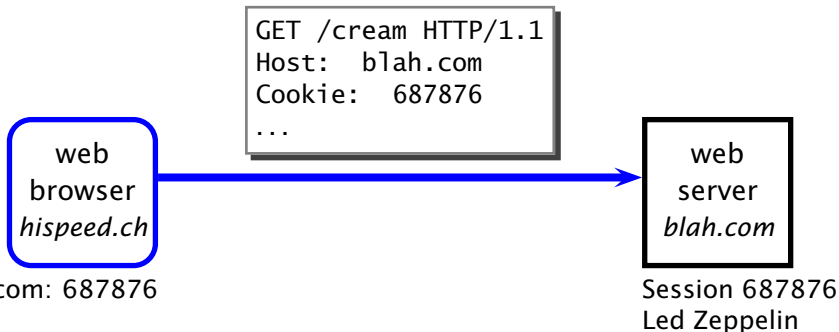 GET /cream HTTP/1.1
Host: blah.com
Cookie: 687876
...
web
browser
hispeed.ch
web
server
blah.com
com: 687876
Session 687876
Led Zeppelin